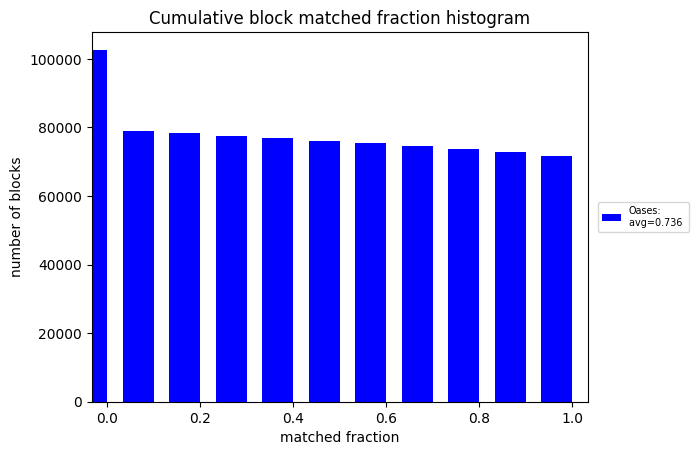 Cumulative block matched fraction histogram
number of blocks
100000
80000
60000
40000
20000
0
0.0 0.2 0.4 0.6 0.8 1.0
matched fraction
Oases:
avg=0.736